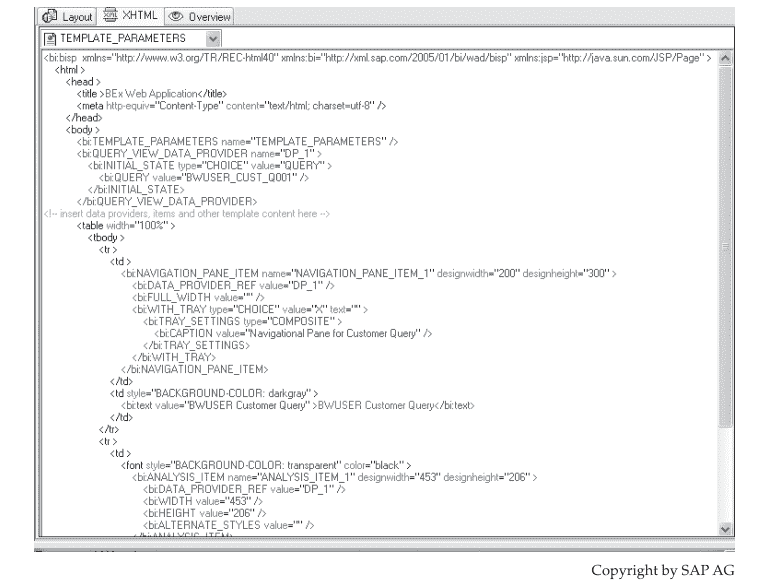 Layout XHTML Overview
TEMPLATE_PARAMETERS
<bi:bisp xmlns="http://www.w3.org/TR/REC-html40" xmlns:bi="http://xml.sap.com/2005/01/bi/wad/bisp" xmlns:jsp="http://java.sun.com/JSP/Page" >
<html >
<head >
<title >BEx Web Application</title>
<meta http-equiv="Content-Type" content="text/html; charset=utf-8" />
</head>
<body >
<bi:TEMPLATE_PARAMETERS name="TEMPLATE_PARAMETERS" />
<bi:QUERY_VIEW_DATA_PROVIDER name="DP_1" >
<bi:INITIAL_STATE type="CHOICE" value="QUERY" >
<bi:QUERY value="BWUSER_CUST_Q001" />
</bi:INITIAL_STATE>
</bi:QUERY_VIEW_DATA_PROVIDER>
<!-- insert data providers, items and other template content here -->
<table width="100%" >
<tbody >
<tr >
<td >
<bi:NAVIGATION_PANE_ITEM name="NAVIGATION_PANE_ITEM_1" designwidth="200" designheight="300" >
<bi:DATA_PROVIDER_REF value="DP_1" />
<bi:FULL_WIDTH value="" />
<bi:WITH_TRAY type="CHOICE" value="X" text="" >
<bi:TRAY_SETTINGS type="COMPOSITE" >
<bi:CAPTION value="Navigational Pane for Customer Query" />
</bi:TRAY_SETTINGS>
</bi:WITH_TRAY>
</bi:NAVIGATION_PANE_ITEM>
</td>
<td style="BACKGROUND-COLOR: darkgray" >
<bi:text value="BWUSER Customer Query" >BWUSER Customer Query</bi:text>
</td>
</tr>
<tr >
<td >
<font style="BACKGROUND-COLOR: transparent" color="black" >
<bi:ANALYSIS_ITEM name="ANALYSIS_ITEM_1" designwidth="453" designheight="206" >
<bi:DATA_PROVIDER_REF value="DP_1" />
<bi:WIDTH value="453" />
<bi:HEIGHT value="206" />
<bi:ALTERNATE_STYLES value="" />
</bi:ANALYSIS_ITEM>
Copyright by SAP AG